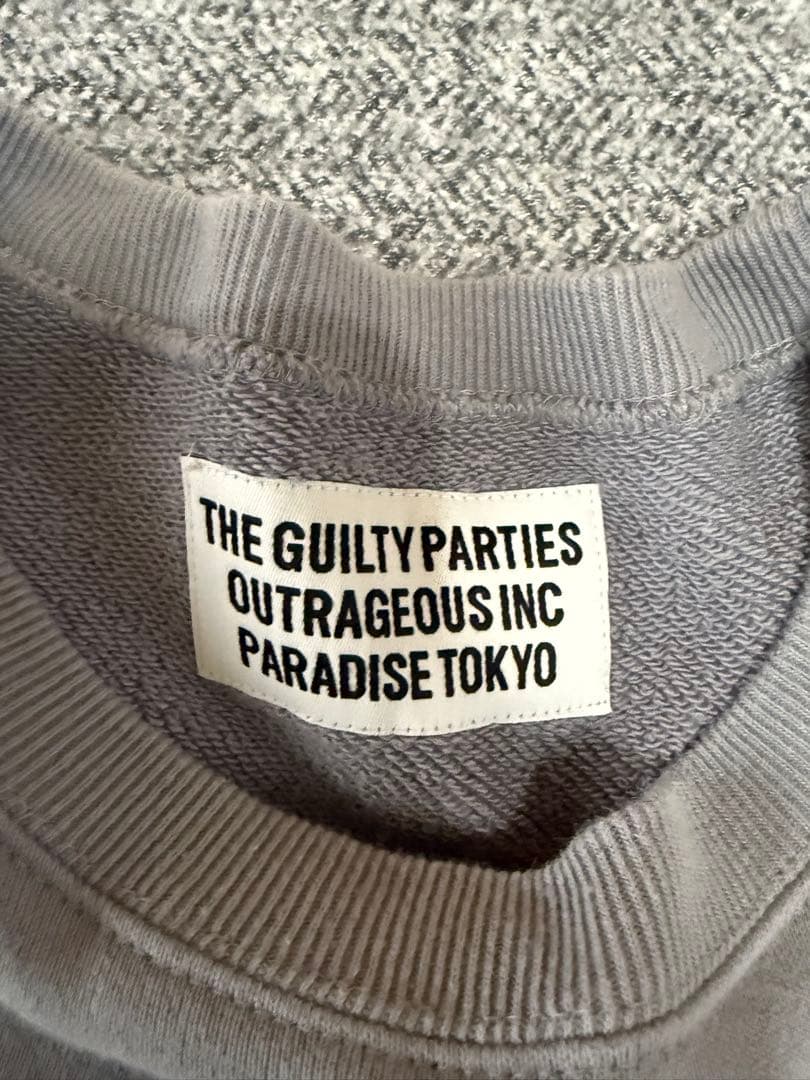 THE GUILTY PARTIES
OUTRAGEOUS INC
PARADISE TOKYO